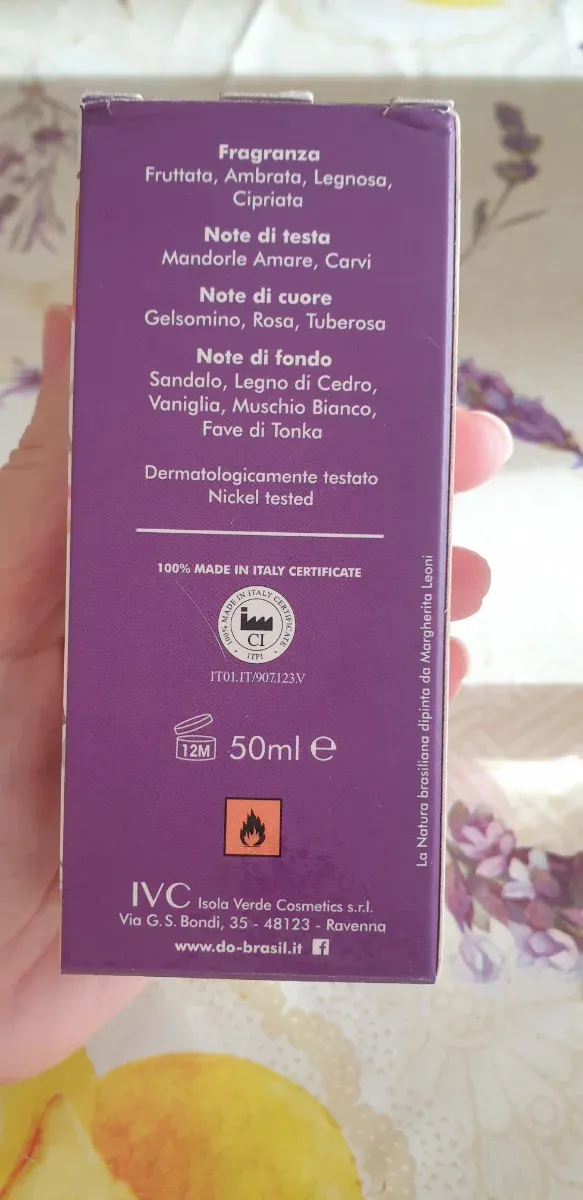 Fragranza
Fruttata, Ambrata, Legnosa,
Cipriata
Note di testa
Mandorle Amare, Carvi
Note di cuore
Gelsomino, Rosa, Tuberosa
Note di fondo
Sandalo, Legno di Cedro,
Vaniglia, Muschio Bianco,
Fave di Tonka
Dermatologicamente testato
Nickel tested
100% MADE IN ITALY CERTIFICATE
100% MADE IN ITALY CERTIFICATE
CI
ITPI
IT01.IT/907.123.V
12M 50ml e
IVC Isola Verde Cosmetics s.r.l.
Via G. S. Bondi, 35 - 48123 - Ravenna
www.do-brasil.it f
La Natura brasiliana dipinta da Margherita Leoni